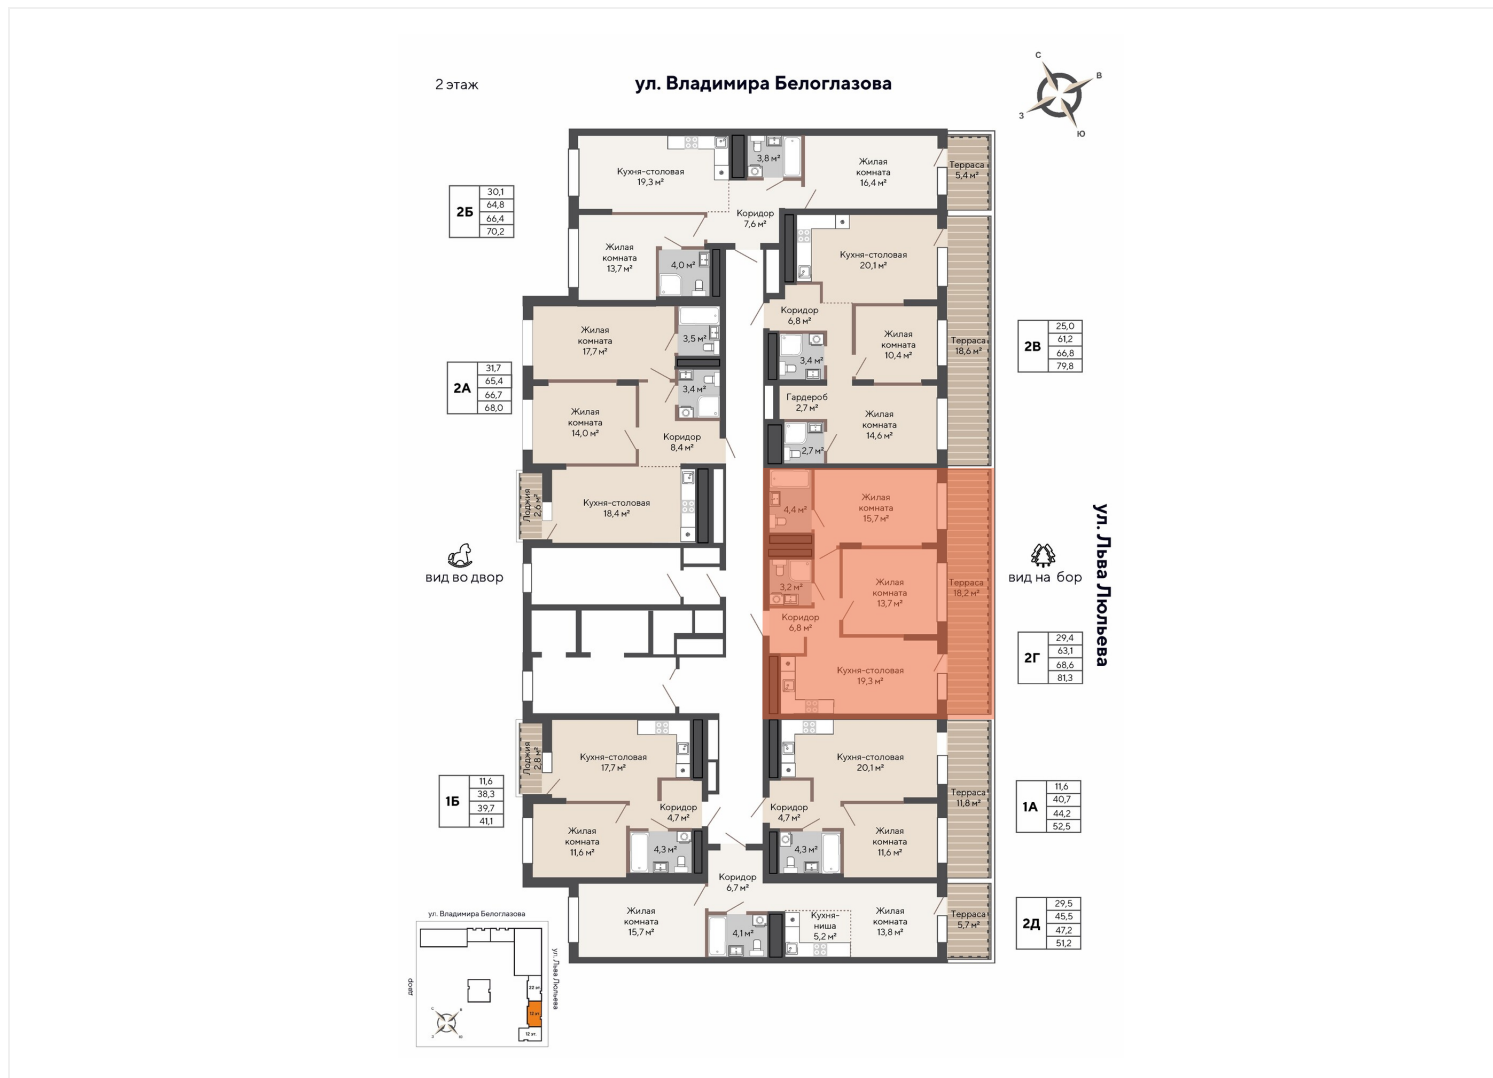 2 этаж
ул. Владимира Белоглазова
С
В
З
Ю
2Б
30,1
64,8
66,4
70,2
Кухня-столовая
19,3 м²
3,8 м²
Жилая
комната
16,4 м²
Терраса
5,4 м²
Коридор
7,6 м²
Жилая
комната
13,7 м²
4,0 м²
Кухня-столовая
20,1 м²
Коридор
6,8 м²
Жилая
комната
10,4 м²
3,4 м²
Терраса
18,6 м²
2В
25,0
61,2
66,8
79,8
Гардероб
2,7 м²
Жилая
комната
14,6 м²
2,7 м²
Жилая
комната
17,7 м²
3,5 м²
2А
31,7
65,4
66,7
68,0
3,4 м²
Жилая
комната
14,0 м²
Коридор
8,4 м²
Лоджия
2,6 м²
Кухня-столовая
18,4 м²
4,4 м²
Жилая
комната
15,7 м²
вид во двор
3,2 м²
Жилая
комната
13,7 м²
Терраса
18,2 м²
Коридор
6,8 м²
Кухня-столовая
19,3 м²
вид на бор
ул. Льва Люльева
2Г
29,4
63,1
68,6
81,3
Лоджия
2,8 м²
Кухня-столовая
17,7 м²
1Б
11,6
38,3
39,7
41,1
Коридор
4,7 м²
Жилая
комната
11,6 м²
4,3 м²
Кухня-столовая
20,1 м²
Терраса
11,8 м²
Коридор
4,7 м²
4,3 м²
Жилая
комната
11,6 м²
1А
11,6
40,7
44,2
52,5
Коридор
6,7 м²
Жилая
комната
15,7 м²
4,1 м²
Кухня-
ниша
5,2 м²
Жилая
комната
13,8 м²
Терраса
5,7 м²
2Д
29,5
45,5
47,2
51,2
ул. Владимира Белоглазова
ул. Льва Люльева
22 эт.
12 эт.
12 эт.